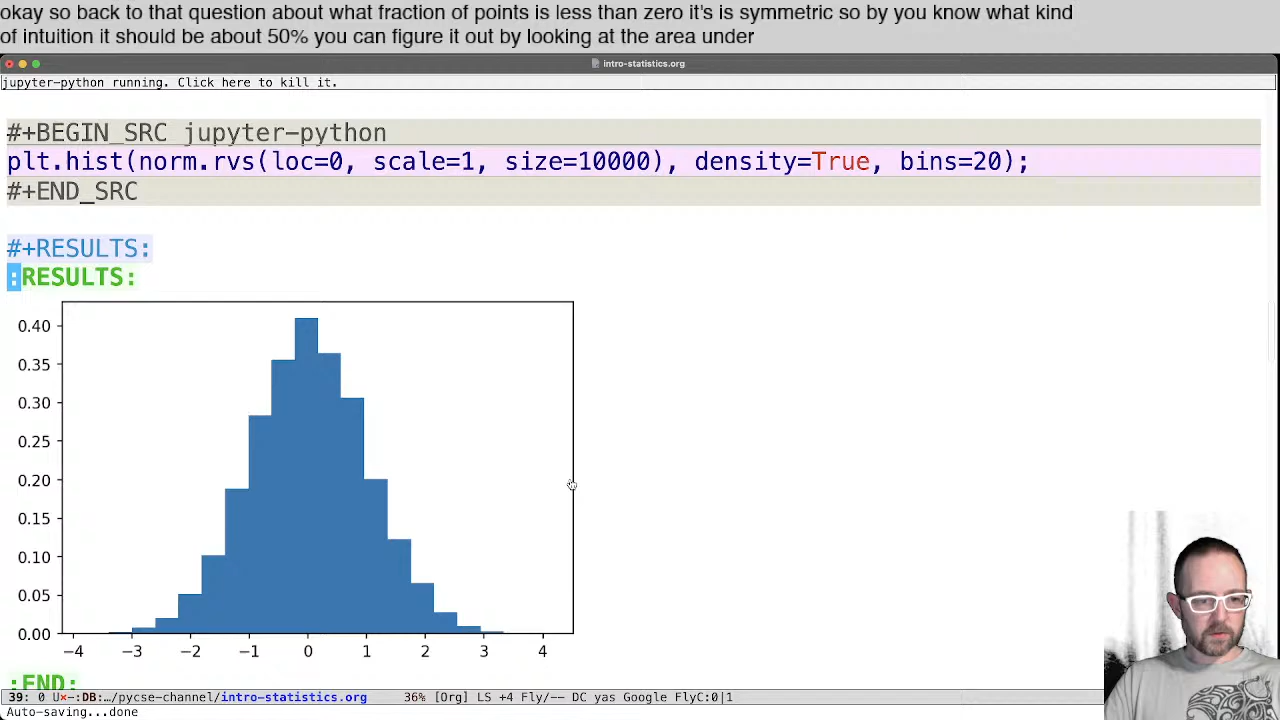 okay so back to that question about what fraction of points is less than zero it's is symmetric so by you know what kind
of intuition it should be about 50% you can figure it out by looking at the area under
intro-statistics.org
jupyter-python running. Click here to kill it.
#+BEGIN_SRC jupyter-python
plt.hist(norm.rvs(loc=0, scale=1, size=10000), density=True, bins=20);
#+END_SRC
#+RESULTS:
:RESULTS:
0.40
0.35
0.30
0.25
0.20
0.15
0.10
0.05
0.00
−4 −3 −2 −1 0 1 2 3 4
:END:
39: 0 U×-:DB:…/pycse-channel/intro-statistics.org 36% [Org] LS +4 Fly/-- DC yas Google FlyC:0|1
Auto-saving...done